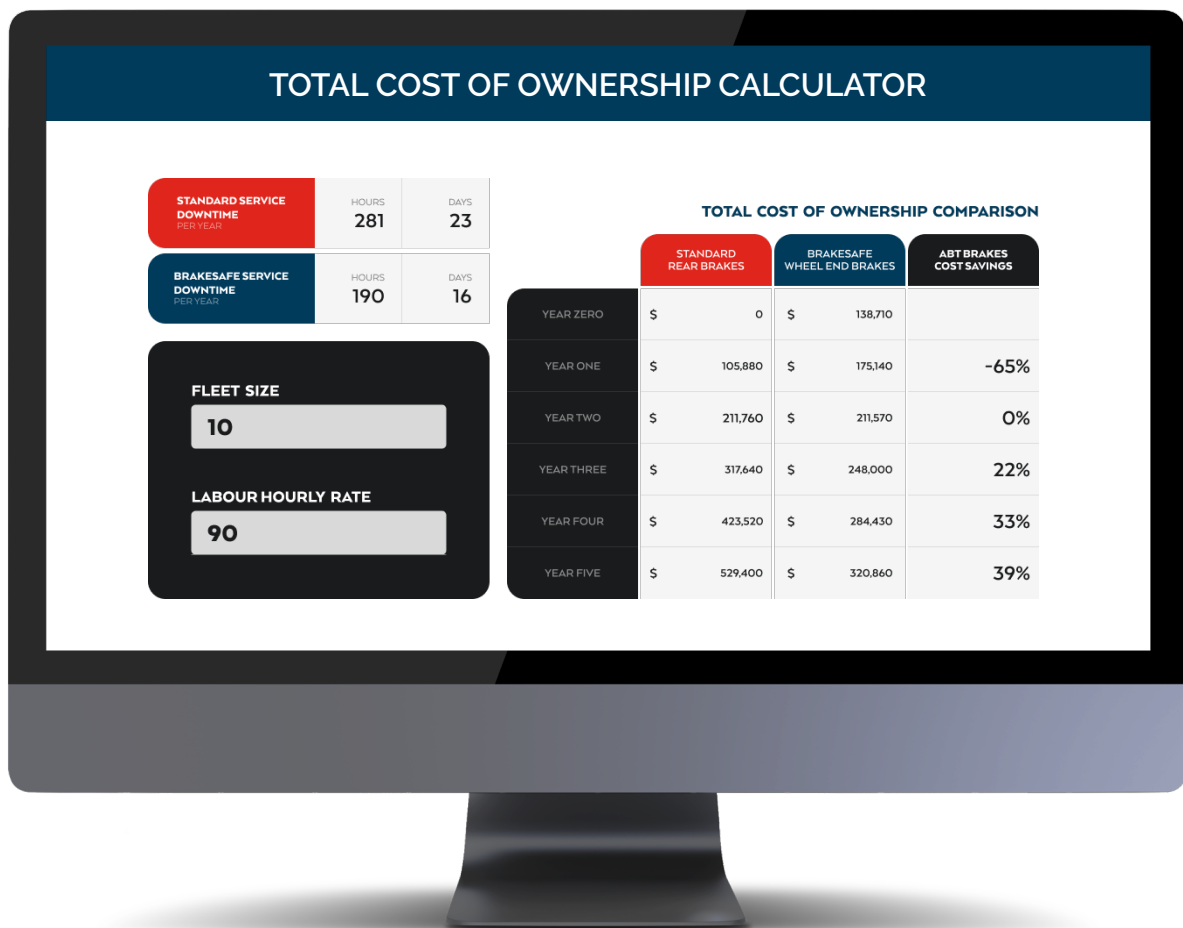 TOTAL COST OF OWNERSHIP CALCULATOR
STANDARD SERVICE
DOWNTIME
PER YEAR
HOURS
281
DAYS
23
BRAKESAFE SERVICE
DOWNTIME
PER YEAR
HOURS
190
DAYS
16
FLEET SIZE
10
LABOUR HOURLY RATE
90
TOTAL COST OF OWNERSHIP COMPARISON
STANDARD
REAR BRAKES
BRAKESAFE
WHEEL END BRAKES
ABT BRAKES
COST SAVINGS
YEAR ZERO $ 0 $ 138,710
YEAR ONE $ 105,880 $ 175,140 -65%
YEAR TWO $ 211,760 $ 211,570 0%
YEAR THREE $ 317,640 $ 248,000 22%
YEAR FOUR $ 423,520 $ 284,430 33%
YEAR FIVE $ 529,400 $ 320,860 39%